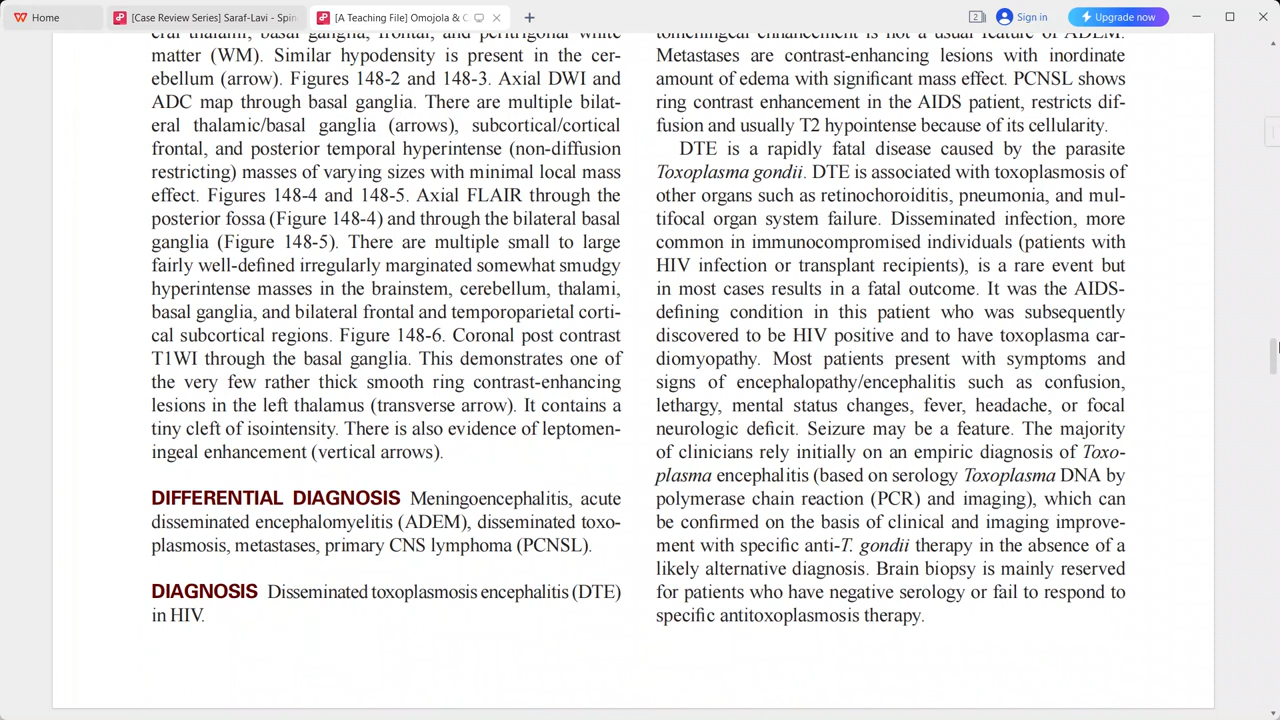 Home
[Case Review Series] Saraf-Lavi - Spin
[A Teaching File] Omojola & C
2
Sign in
Upgrade now
eral thalami, basal ganglia, frontal, and peritrigonal white
matter (WM). Similar hypodensity is present in the cer-
ebellum (arrow). Figures 148-2 and 148-3. Axial DWI and
ADC map through basal ganglia. There are multiple bilat-
eral thalamic/basal ganglia (arrows), subcortical/cortical
frontal, and posterior temporal hyperintense (non-diffusion
restricting) masses of varying sizes with minimal local mass
effect. Figures 148-4 and 148-5. Axial FLAIR through the
posterior fossa (Figure 148-4) and through the bilateral basal
ganglia (Figure 148-5). There are multiple small to large
fairly well-defined irregularly marginated somewhat smudgy
hyperintense masses in the brainstem, cerebellum, thalami,
basal ganglia, and bilateral frontal and temporoparietal corti-
cal subcortical regions. Figure 148-6. Coronal post contrast
T1WI through the basal ganglia. This demonstrates one of
the very few rather thick smooth ring contrast-enhancing
lesions in the left thalamus (transverse arrow). It contains a
tiny cleft of isointensity. There is also evidence of leptomen-
ingeal enhancement (vertical arrows).
DIFFERENTIAL DIAGNOSIS Meningoencephalitis, acute
disseminated encephalomyelitis (ADEM), disseminated toxo-
plasmosis, metastases, primary CNS lymphoma (PCNSL).
DIAGNOSIS Disseminated toxoplasmosis encephalitis (DTE)
in HIV.
tomeningeal enhancement is not a usual feature of ADEM.
Metastases are contrast-enhancing lesions with inordinate
amount of edema with significant mass effect. PCNSL shows
ring contrast enhancement in the AIDS patient, restricts dif-
fusion and usually T2 hypointense because of its cellularity.
DTE is a rapidly fatal disease caused by the parasite
Toxoplasma gondii. DTE is associated with toxoplasmosis of
other organs such as retinochoroiditis, pneumonia, and mul-
tifocal organ system failure. Disseminated infection, more
common in immunocompromised individuals (patients with
HIV infection or transplant recipients), is a rare event but
in most cases results in a fatal outcome. It was the AIDS-
defining condition in this patient who was subsequently
discovered to be HIV positive and to have toxoplasma car-
diomyopathy. Most patients present with symptoms and
signs of encephalopathy/encephalitis such as confusion,
lethargy, mental status changes, fever, headache, or focal
neurologic deficit. Seizure may be a feature. The majority
of clinicians rely initially on an empiric diagnosis of Toxo-
plasma encephalitis (based on serology Toxoplasma DNA by
polymerase chain reaction (PCR) and imaging), which can
be confirmed on the basis of clinical and imaging improve-
ment with specific anti-T. gondii therapy in the absence of a
likely alternative diagnosis. Brain biopsy is mainly reserved
for patients who have negative serology or fail to respond to
specific antitoxoplasmosis therapy.